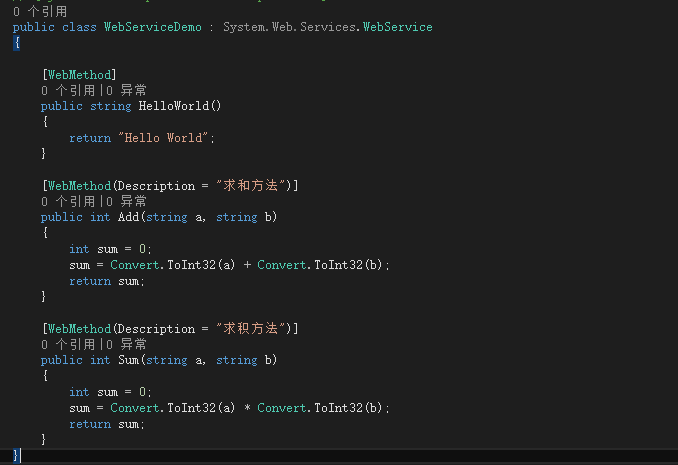 0 个引用
public class WebServiceDemo : System.Web.Services.WebService
{
[WebMethod]
0 个引用|0 异常
public string HelloWorld()
{
return "Hello World";
}
[WebMethod(Description = "求和方法")]
0 个引用|0 异常
public int Add(string a, string b)
{
int sum = 0;
sum = Convert.ToInt32(a) + Convert.ToInt32(b);
return sum;
}
[WebMethod(Description = "求积方法")]
0 个引用|0 异常
public int Sum(string a, string b)
{
int sum = 0;
sum = Convert.ToInt32(a) * Convert.ToInt32(b);
return sum;
}
}